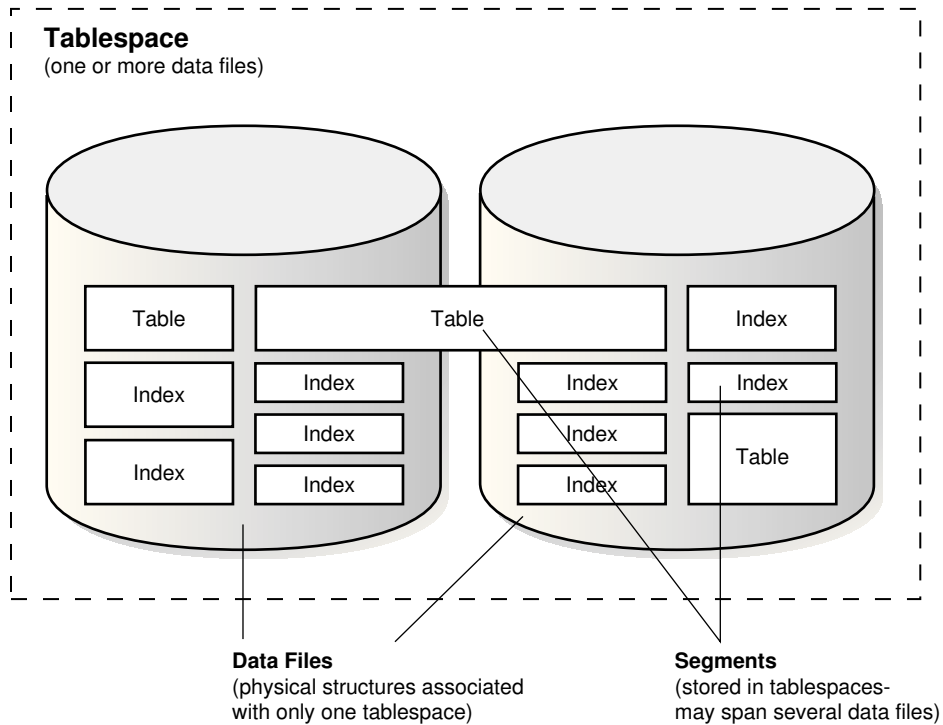 Tablespace
(one or more data files)
Table
Table
Index
Index
Index
Index
Index
Index
Index
Index
Table
Index
Index
Index
Data Files
(physical structures associated
with only one tablespace)
Segments
(stored in tablespaces-
may span several data files)